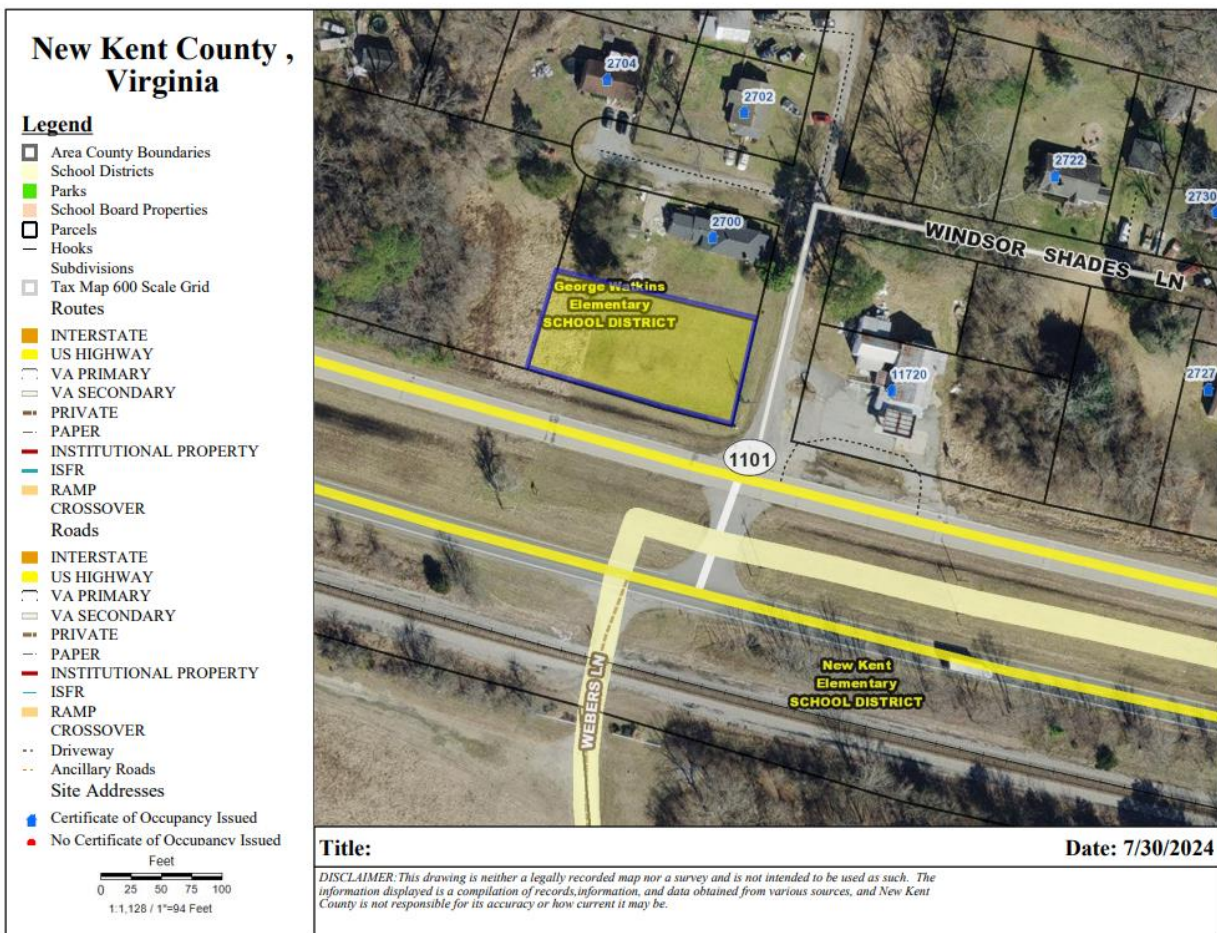 New Kent County ,
Virginia
Legend
Area County Boundaries
School Districts
Parks
School Board Properties
Parcels
Hooks
Subdivisions
Tax Map 600 Scale Grid
Routes
INTERSTATE
US HIGHWAY
VA PRIMARY
VA SECONDARY
PRIVATE
PAPER
INSTITUTIONAL PROPERTY
ISFR
RAMP
CROSSOVER
Roads
INTERSTATE
US HIGHWAY
VA PRIMARY
VA SECONDARY
PRIVATE
PAPER
INSTITUTIONAL PROPERTY
ISFR
RAMP
CROSSOVER
Driveway
Ancillary Roads
Site Addresses
Certificate of Occupancy Issued
No Certificate of Occupancy Issued
Feet
0 25 50 75 100
1:1,128 / 1"=94 Feet
2704
2702
2722
2730
2700
WINDSOR SHADES LN
George Watkins
Elementary
SCHOOL DISTRICT
11720
2727
1101
WEBERS LN
New Kent
Elementary
SCHOOL DISTRICT
Title:
Date: 7/30/2024
DISCLAIMER:This drawing is neither a legally recorded map nor a survey and is not intended to be used as such. The
information displayed is a compilation of records,information, and data obtained from various sources, and New Kent
County is not responsible for its accuracy or how current it may be.